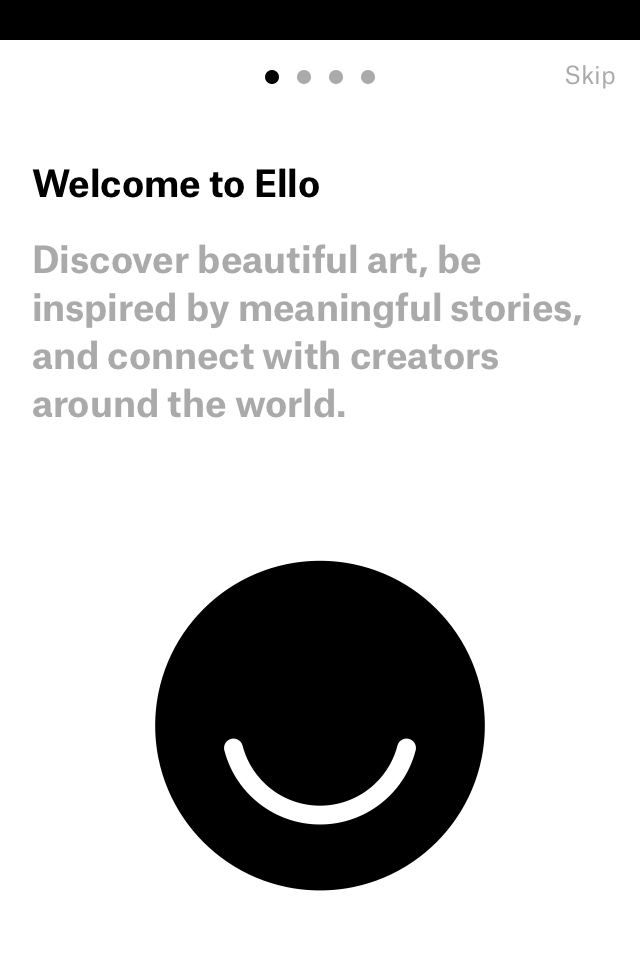 Skip
Welcome to Ello
Discover beautiful art, be
inspired by meaningful stories,
and connect with creators
around the world.